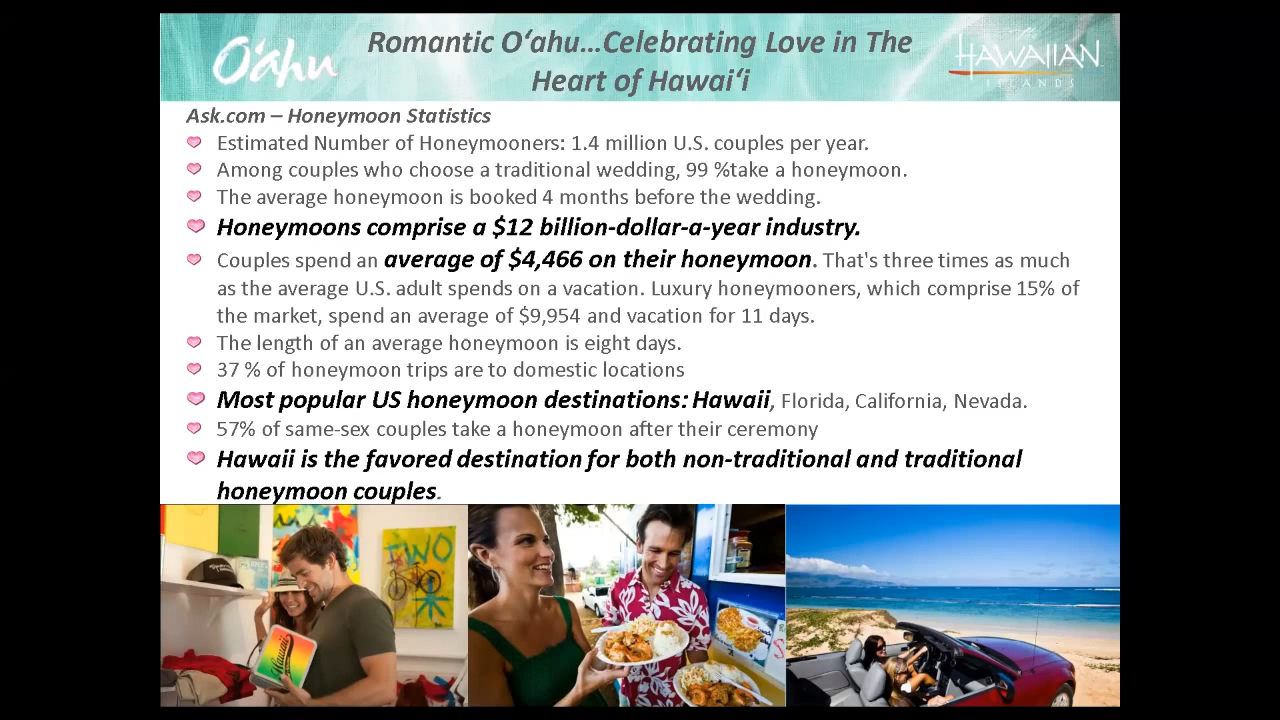 O‘ahu
Romantic O‘ahu…Celebrating Love in The
Heart of Hawai‘i
The
HAWAIIAN
ISLANDS
Ask.com – Honeymoon Statistics
Estimated Number of Honeymooners: 1.4 million U.S. couples per year.
Among couples who choose a traditional wedding, 99 %take a honeymoon.
The average honeymoon is booked 4 months before the wedding.
Honeymoons comprise a $12 billion-dollar-a-year industry.
Couples spend an average of $4,466 on their honeymoon. That's three times as much
as the average U.S. adult spends on a vacation. Luxury honeymooners, which comprise 15% of
the market, spend an average of $9,954 and vacation for 11 days.
The length of an average honeymoon is eight days.
37 % of honeymoon trips are to domestic locations
Most popular US honeymoon destinations: Hawaii, Florida, California, Nevada.
57% of same-sex couples take a honeymoon after their ceremony
Hawaii is the favored destination for both non-traditional and traditional
honeymoon couples.
TWO
Hawaii